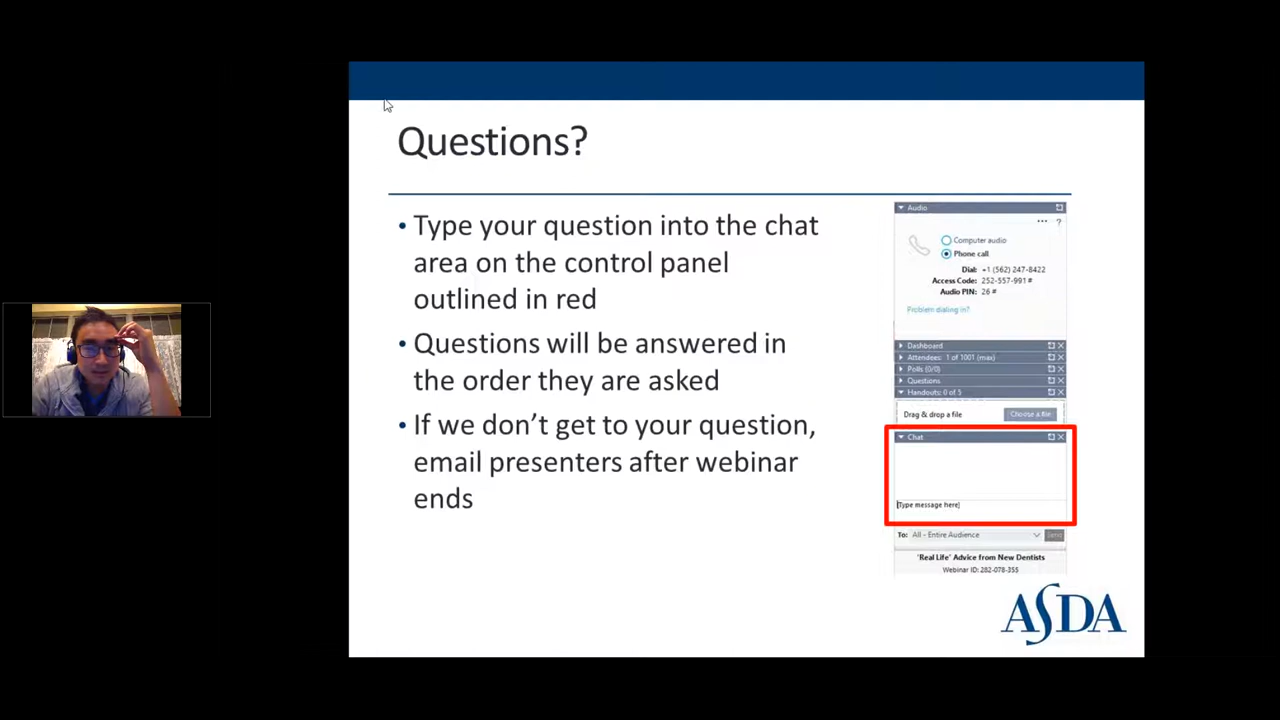 Questions?
• Type your question into the chat
area on the control panel
outlined in red
• Questions will be answered in
the order they are asked
• If we don’t get to your question,
email presenters after webinar
ends
Audio
... ?
Computer audio
Phone call
Dial: +1 (562) 247-8422
Access Code: 252-557-991 #
Audio PIN: 26 #
Problem dialing in?
Dashboard
Attendees: 1 of 1001 (max)
Polls (0/0)
Questions
Handouts: 0 of 5
Drag & drop a file Choose a file
Chat
[Type message here]
To: All - Entire Audience Send
'Real Life' Advice from New Dentists
Webinar ID: 282-078-355
ASDA